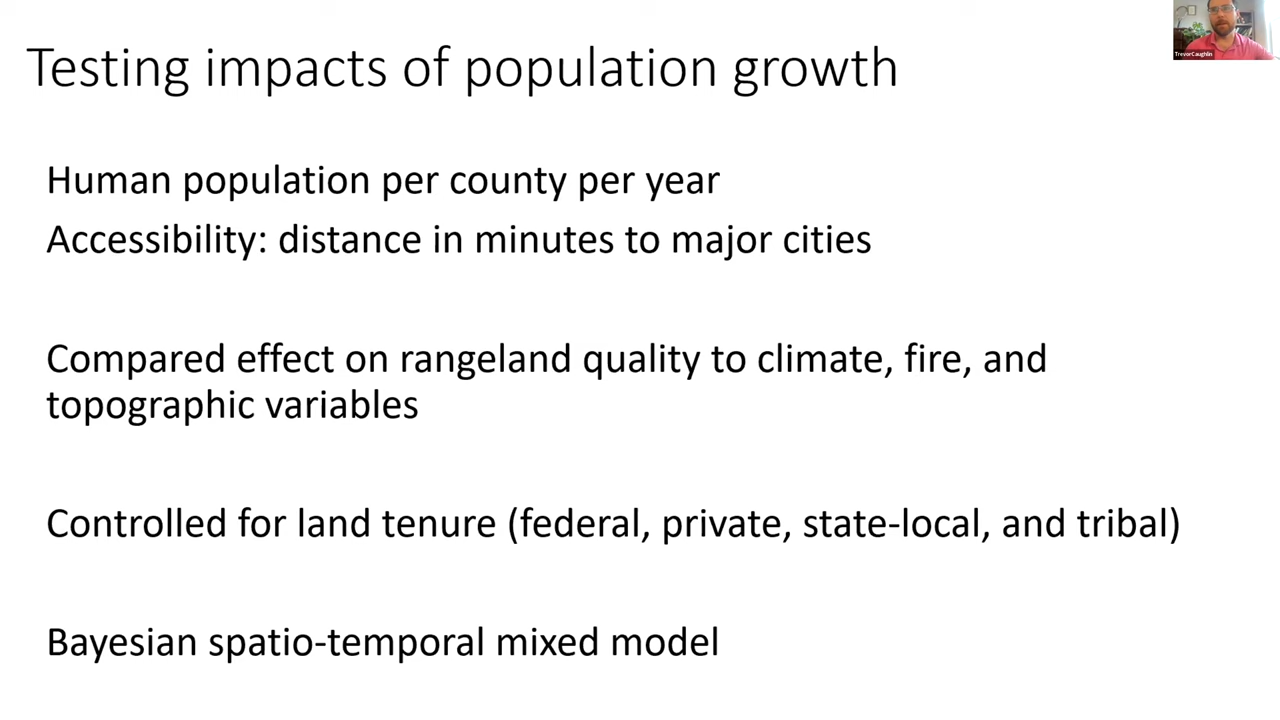 Testing impacts of population growth
TrevorCaughlin
Human population per county per year
Accessibility: distance in minutes to major cities
Compared effect on rangeland quality to climate, fire, and
topographic variables
Controlled for land tenure (federal, private, state-local, and tribal)
Bayesian spatio-temporal mixed model